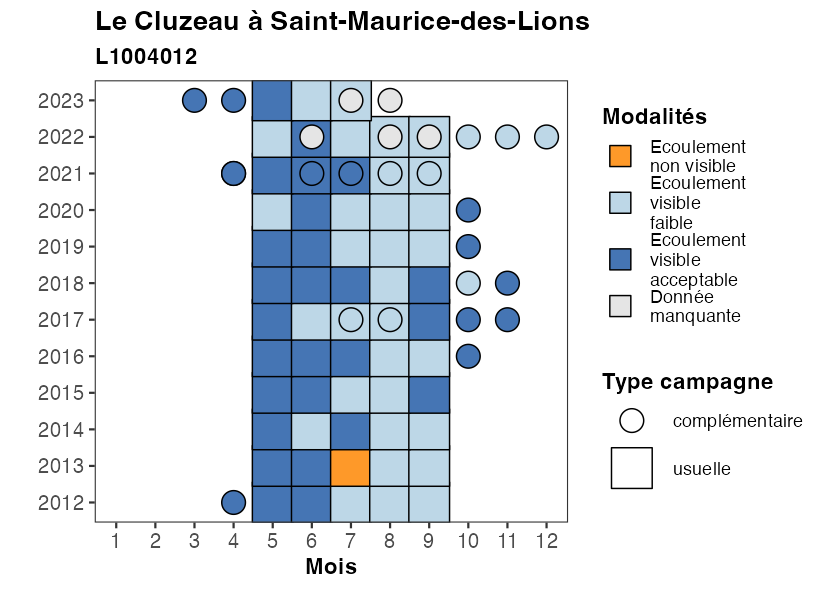 Le Cluzeau à Saint-Maurice-des-Lions
L1004012
2023
2022
2021
2020
2019
2018
2017
2016
2015
2014
2013
2012
1 2 3 4 5 6 7 8 9 10 11 12
Mois
Modalités
Ecoulement
non visible
Ecoulement
visible
faible
Ecoulement
visible
acceptable
Donnée
manquante
Type campagne
complémentaire
usuelle